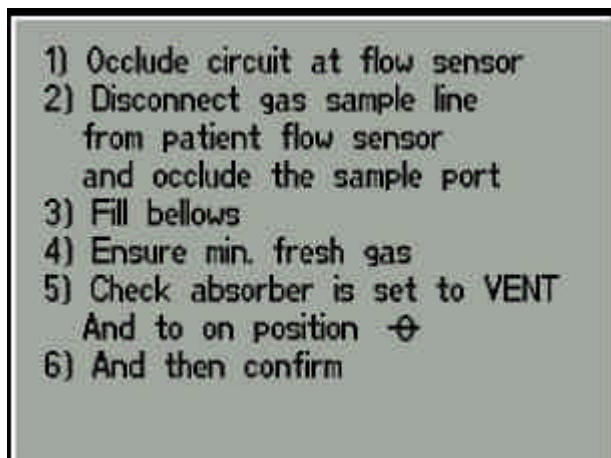 1) Occlude circuit at flow sensor
2) Disconnect gas sample line
from patient flow sensor
and occlude the sample port
3) Fill bellows
4) Ensure min. fresh gas
5) Check absorber is set to VENT
And to on position
6) And then confirm